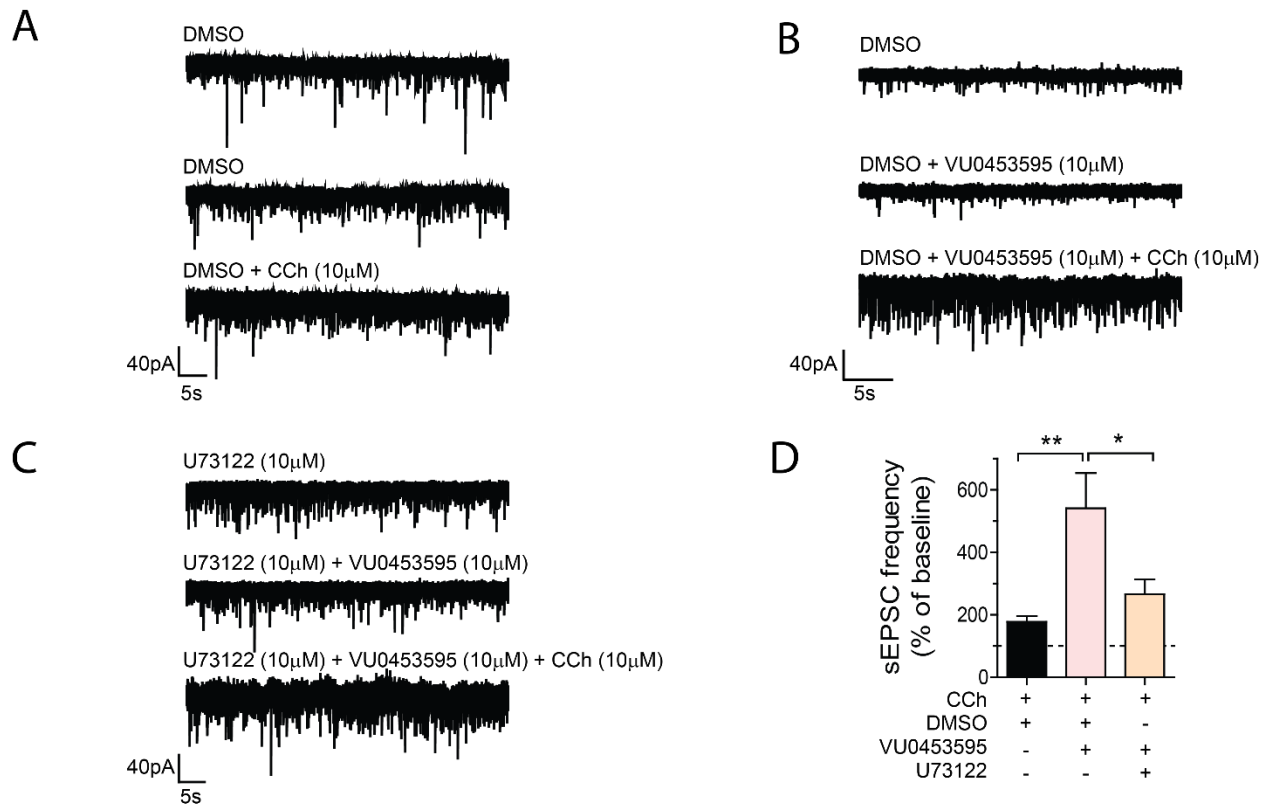 A
DMSO
DMSO
DMSO + CCh (10μM)
40pA
5s
B
DMSO
DMSO + VU0453595 (10μM)
DMSO + VU0453595 (10μM) + CCh (10μM)
40pA
5s
C
U73122 (10μM)
U73122 (10μM) + VU0453595 (10μM)
U73122 (10μM) + VU0453595 (10μM) + CCh (10μM)
40pA
5s
D
** *
sEPSC frequency
(% of baseline)
600
400
200
0
CCh + + +
DMSO + + -
VU0453595 - + +
U73122 - - +